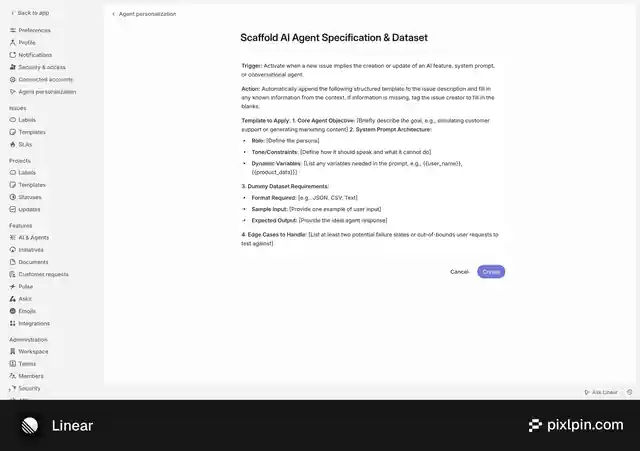 Back to app
Agent personalization
Preferences
Profile
Notifications
Security & access
Connected accounts
Agent personalization
Issues
Labels
Templates
SLAs
Projects
Labels
Templates
Statuses
Updates
Features
AI & Agents
Initiatives
Documents
Customer requests
Pulse
Asks
Emojis
Integrations
Administration
Workspace
Teams
Members
Security
Scaffold AI Agent Specification & Dataset
Trigger: Activate when a new issue implies the creation or update of an AI feature, system prompt,
or conversational agent.
Action: Automatically append the following structured template to the issue description and fill in
any known information from the context. If information is missing, tag the issue creator to fill in the
blanks.
Template to Apply: 1. Core Agent Objective: [Briefly describe the goal, e.g., simulating customer
support or generating marketing content] 2. System Prompt Architecture:
• Role: [Define the persona]
• Tone/Constraints: [Define how it should speak and what it cannot do]
• Dynamic Variables: [List any variables needed in the prompt, e.g., {{user_name}},
{{product_data}}]
3. Dummy Dataset Requirements:
• Format Required: [e.g., JSON, CSV, Text]
• Sample Input: [Provide one example of user input]
• Expected Output: [Provide the ideal agent response]
4. Edge Cases to Handle: [List at least two potential failure states or out-of-bounds user requests to
test against]
Cancel
Create
Ask Linear
Linear
pixlpin.com